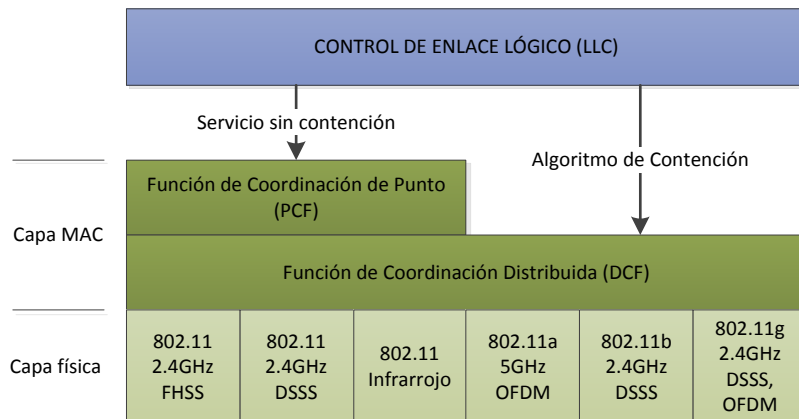 CONTROL DE ENLACE LÓGICO (LLC)
Servicio sin contención
Algoritmo de Contención
Capa MAC
Función de Coordinación de Punto
(PCF)
Función de Coordinación Distribuida (DCF)
Capa física
802.11
2.4GHz
FHSS
802.11
2.4GHz
DSSS
802.11
Infrarrojo
802.11a
5GHz
OFDM
802.11b
2.4GHz
DSSS
802.11g
2.4GHz
DSSS,
OFDM